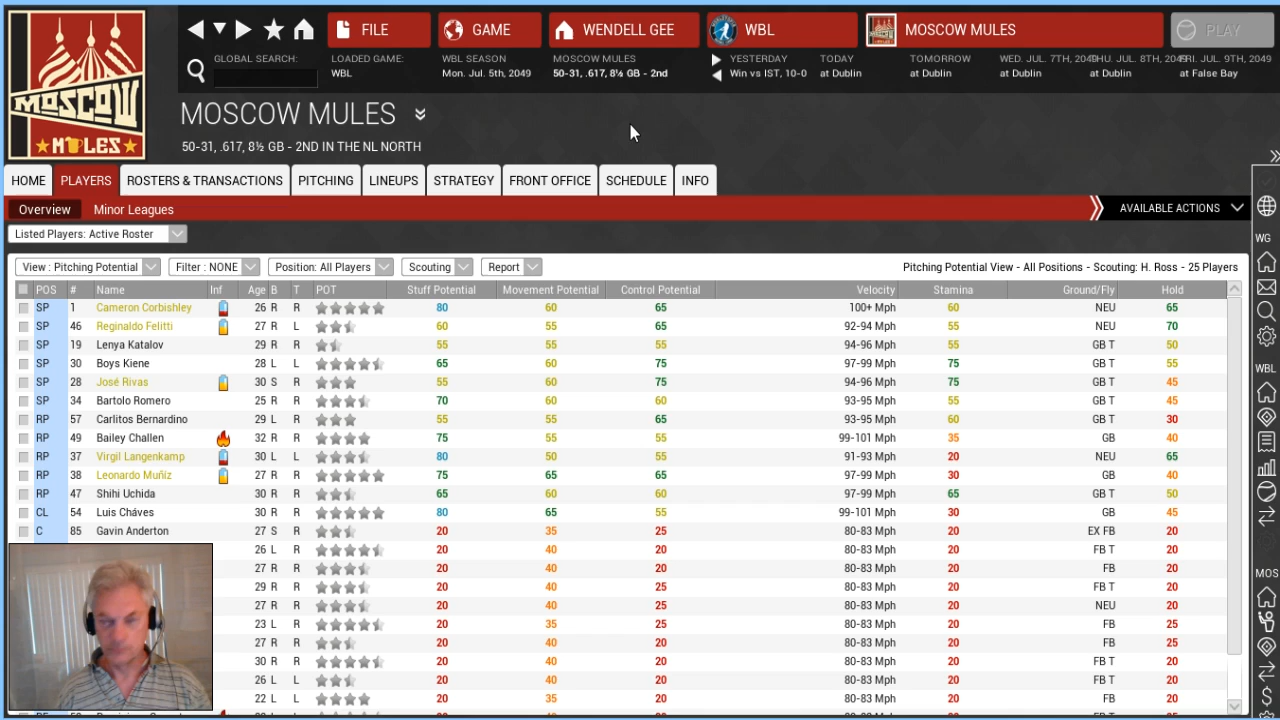 MOSCOW
MULES
FILE
GAME
WENDELL GEE
WBL
MOSCOW MULES
PLAY
GLOBAL SEARCH:
LOADED GAME:
WBL
WBL SEASON
Mon. Jul. 5th, 2049
MOSCOW MULES
50-31, .617, 8½ GB - 2nd
YESTERDAY
Win vs IST, 10-0
TODAY
at Dublin
TOMORROW
at Dublin
WED. JUL. 7TH, 2049
at Dublin
THU. JUL. 8TH, 2049
at Dublin
FRI. JUL. 9TH, 2049
at False Bay
MOSCOW MULES
50-31, .617, 8½ GB - 2ND IN THE NL NORTH
HOME PLAYERS ROSTERS & TRANSACTIONS PITCHING LINEUPS STRATEGY FRONT OFFICE SCHEDULE INFO
Overview Minor Leagues AVAILABLE ACTIONS
Listed Players: Active Roster
View : Pitching Potential Filter : NONE Position: All Players Scouting Report Pitching Potential View - All Positions - Scouting: H. Ross - 25 Players
POS # Name Inf Age B T POT Stuff Potential Movement Potential Control Potential Velocity Stamina Ground/Fly Hold
SP 1 Cameron Corbishley 26 R R 80 60 65 100+ Mph 60 NEU 65
SP 46 Reginaldo Felitti 27 R L 60 55 65 92-94 Mph 55 NEU 70
SP 19 Lenya Katalov 29 R R 55 55 55 94-96 Mph 55 GB T 50
SP 30 Boys Kiene 28 L L 65 60 75 97-99 Mph 75 GB T 55
SP 28 José Rivas 30 S R 55 60 75 94-96 Mph 75 GB T 45
SP 34 Bartolo Romero 25 R R 70 60 60 93-95 Mph 55 GB T 45
RP 57 Carlitos Bernardino 29 L R 55 55 65 93-95 Mph 60 GB T 30
RP 49 Bailey Challen 32 R R 75 55 55 99-101 Mph 35 GB 40
RP 37 Virgil Langenkamp 30 L L 80 50 55 91-93 Mph 20 NEU 65
RP 38 Leonardo Muñíz 27 R R 75 65 65 97-99 Mph 30 GB 40
RP 47 Shihi Uchida 30 R R 65 60 60 97-99 Mph 65 GB T 50
CL 54 Luis Cháves 30 R R 80 65 55 99-101 Mph 30 GB 45
C 85 Gavin Anderton 27 S R 20 35 25 80-83 Mph 20 EX FB 20
26 L R 20 40 20 80-83 Mph 20 FB T 20
27 R R 20 40 20 80-83 Mph 20 FB 20
29 R R 20 40 25 80-83 Mph 20 FB T 20
27 R R 20 40 25 80-83 Mph 20 NEU 20
23 L R 20 35 25 80-83 Mph 20 FB 25
27 R R 20 40 20 80-83 Mph 20 FB 25
30 R R 20 40 20 80-83 Mph 20 FB T 20
26 L L 20 40 20 80-83 Mph 20 FB T 20
22 L L 20 35 20 80-83 Mph 20 FB 20
WG
WBL
MOS